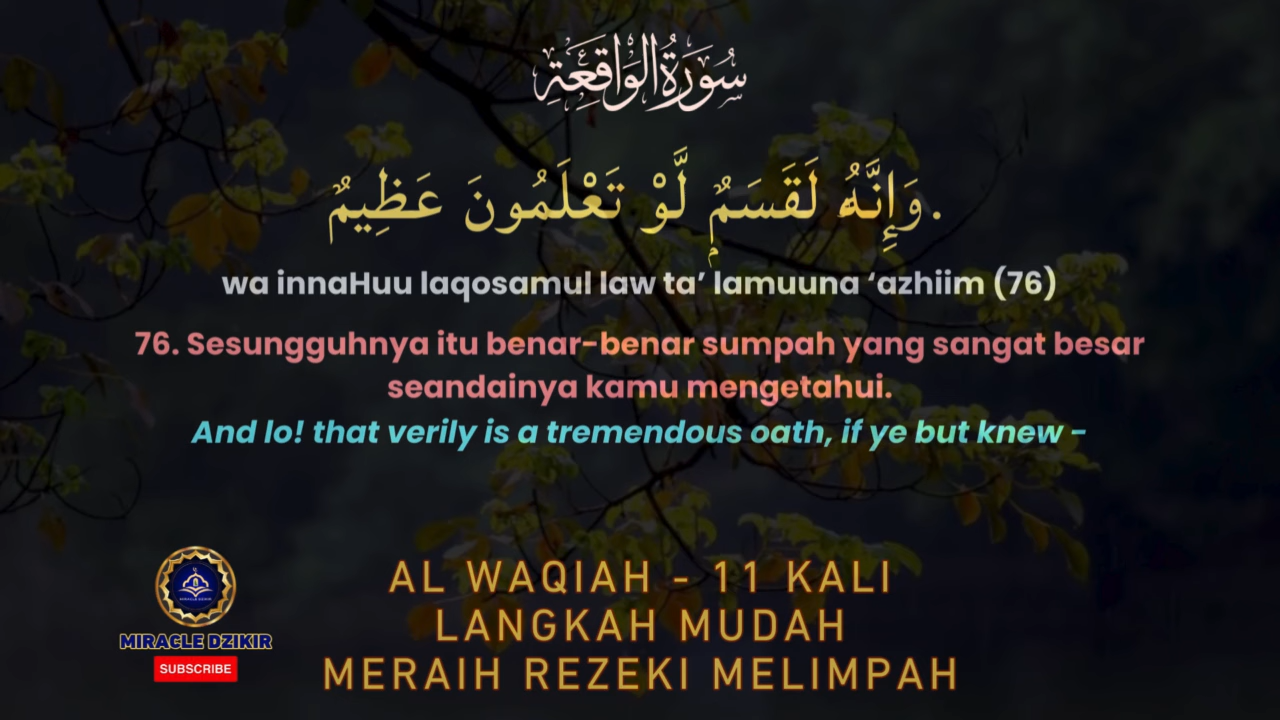 سُورَةُ الْوَاقِعَةِ
وَإِنَّهُ لَقَسَمٌ لَّوْ تَعْلَمُونَ عَظِيمٌ.
wa innaHuu laqosamul law ta’ lamuuna ‘azhiim (76)
76. Sesungguhnya itu benar-benar sumpah yang sangat besar
seandainya kamu mengetahui.
And lo! that verily is a tremendous oath, if ye but knew -
AL WAQIAH - 11 KALI
LANGKAH MUDAH
MERAIH REZEKI MELIMPAH
MIRACLE DZIKIR
MIRACLE DZIKIR
SUBSCRIBE